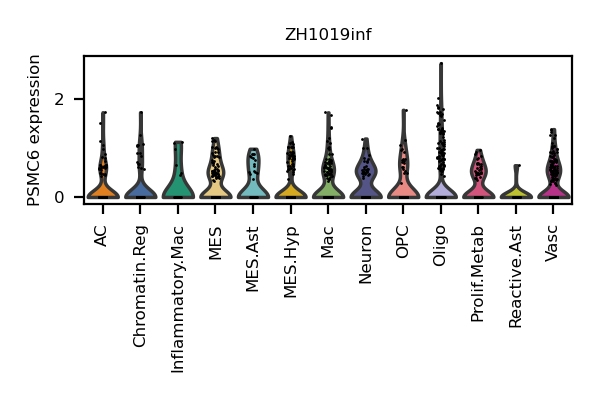 ZH1019inf
PSMC6 expression
2
0
AC
Chromatin.Reg
Inflammatory.Mac
MES
MES.Ast
MES.Hyp
Mac
Neuron
OPC
Oligo
Prolif.Metab
Reactive.Ast
Vasc